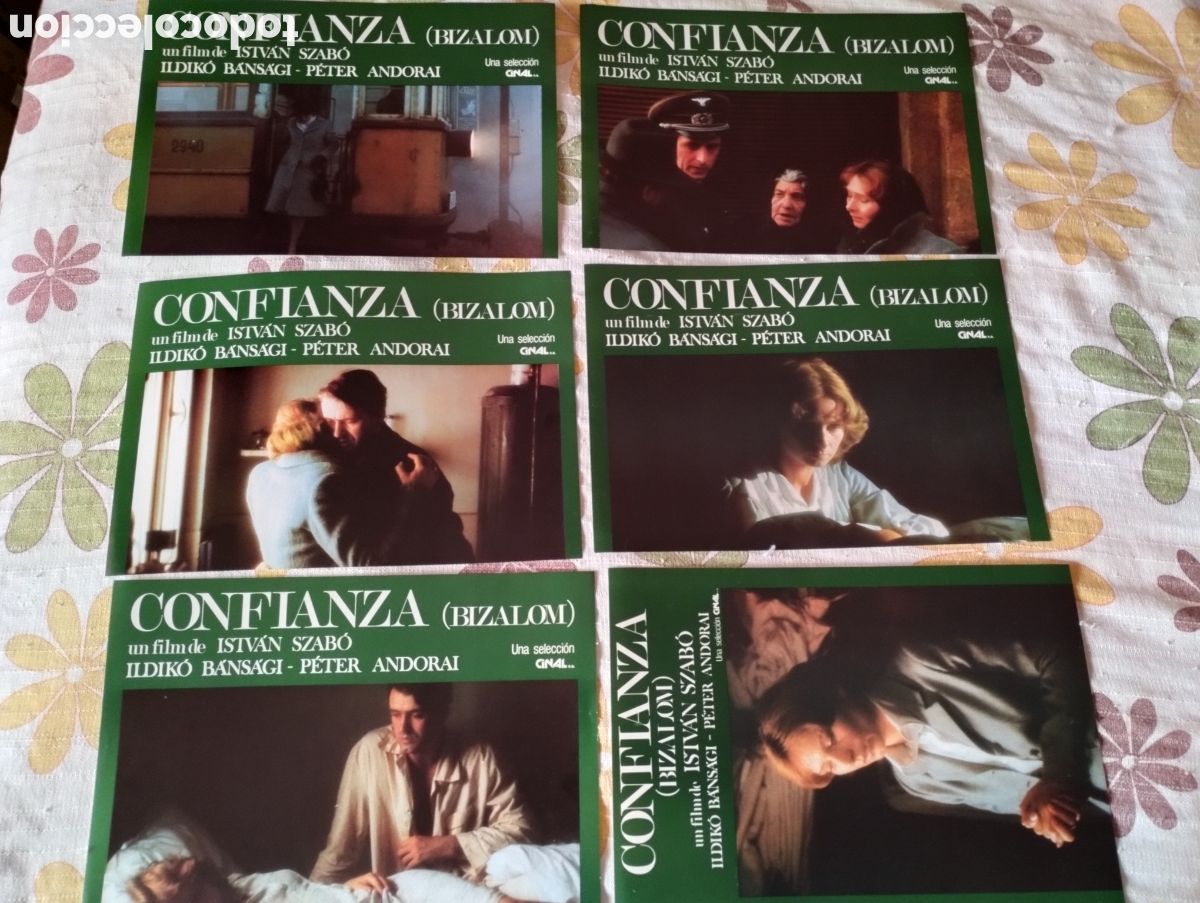 todocoleccion
CONFIANZA (BIZALOM)
un film de ISTVÁN SZABÓ
ILDIKÓ BÁNSÁGI - PÉTER ANDORAI
Una selección
CINAL..
2940
CONFIANZA (BIZALOM)
un film de ISTVÁN SZABÓ
ILDIKÓ BÁNSÁGI - PÉTER ANDORAI
Una selección
CINAL..
CONFIANZA (BIZALOM)
un film de ISTVÁN SZABÓ
ILDIKÓ BÁNSÁGI - PÉTER ANDORAI
Una selección
CINAL..
CONFIANZA (BIZALOM)
un film de ISTVÁN SZABÓ
ILDIKÓ BÁNSÁGI - PÉTER ANDORAI
Una selección
CINAL..
CONFIANZA (BIZALOM)
un film de ISTVÁN SZABÓ
ILDIKÓ BÁNSÁGI - PÉTER ANDORAI
Una selección
CINAL..
CONFIANZA
(BIZALOM)
un film de ISTVÁN SZABÓ
ILDIKÓ BÁNSÁGI - PÉTER ANDORAI
Una selección CINAL..